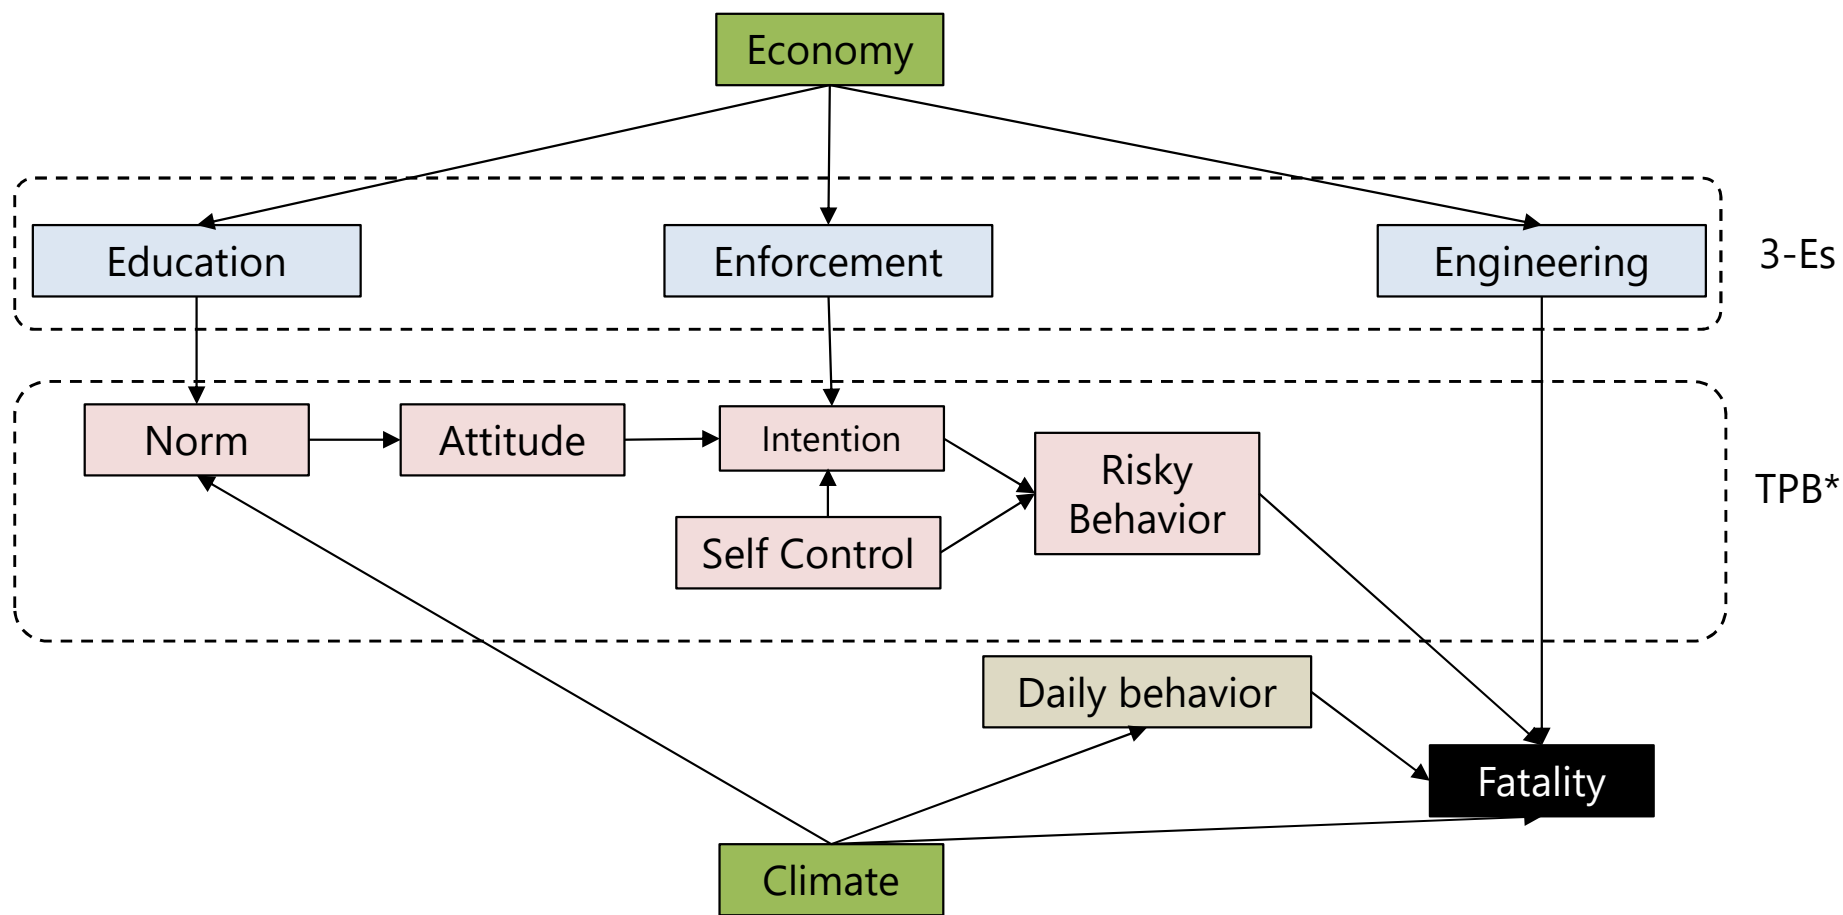 Economy
Education
Enforcement
Engineering
3-Es
Norm
Attitude
Intention
Risky
Behavior
Self Control
TPB*
Daily behavior
Fatality
Climate